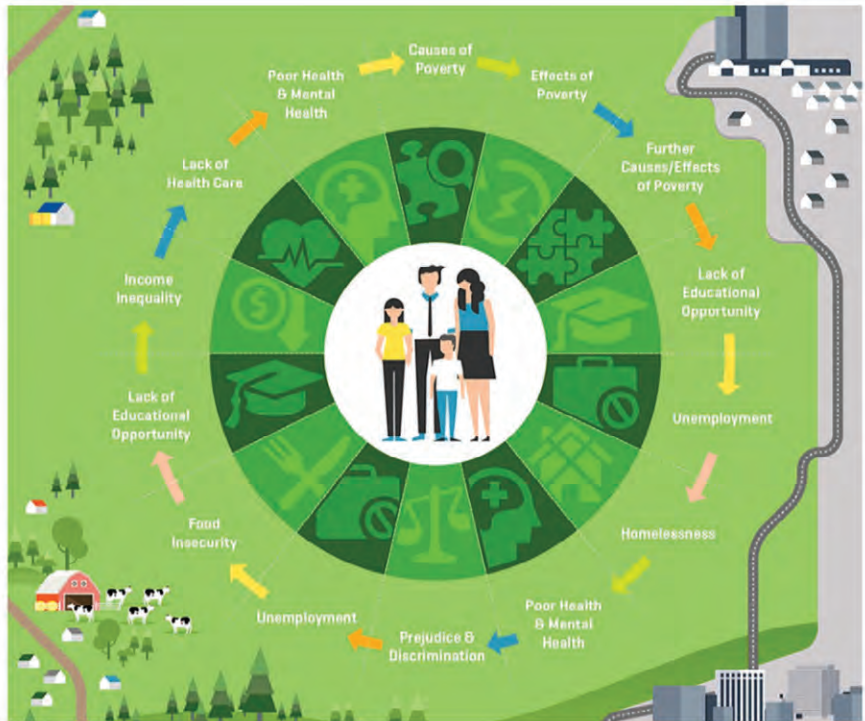 Causes of
Poverty
Effects of
Poverty
Further
Causes/Effects
of Poverty
Lack of
Educational
Opportunity
Unemployment
Homelessness
Poor Health
& Mental
Health
Prejudice &
Discrimination
Unemployment
Food
Insecurity
Lack of
Educational
Opportunity
Income
Inequality
Lack of
Health Care
Poor Health
& Mental
Health